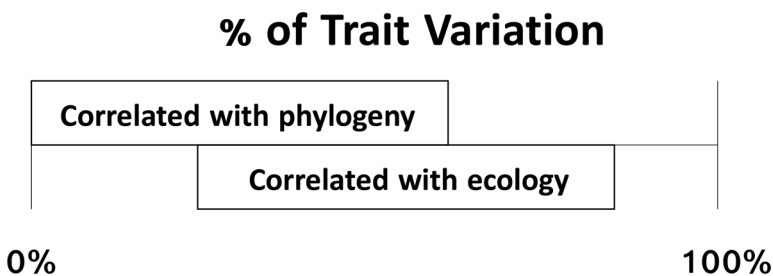 % of Trait Variation
Correlated with phylogeny
Correlated with ecology
0% 100%